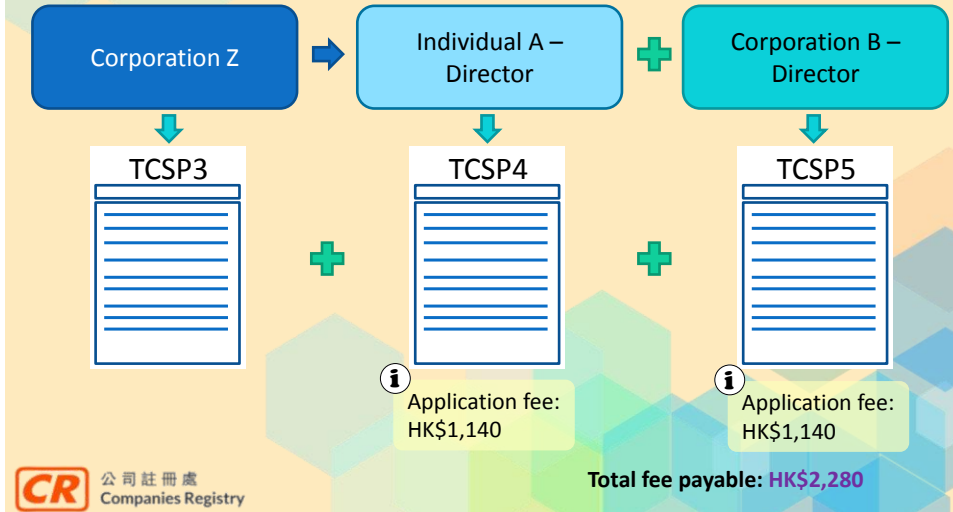 Corporation Z
Individual A –
Director
Corporation B –
Director
TCSP3
TCSP4
TCSP5
i
Application fee:
HK$1,140
i
Application fee:
HK$1,140
CR
公司註冊處
Companies Registry
Total fee payable: HK$2,280